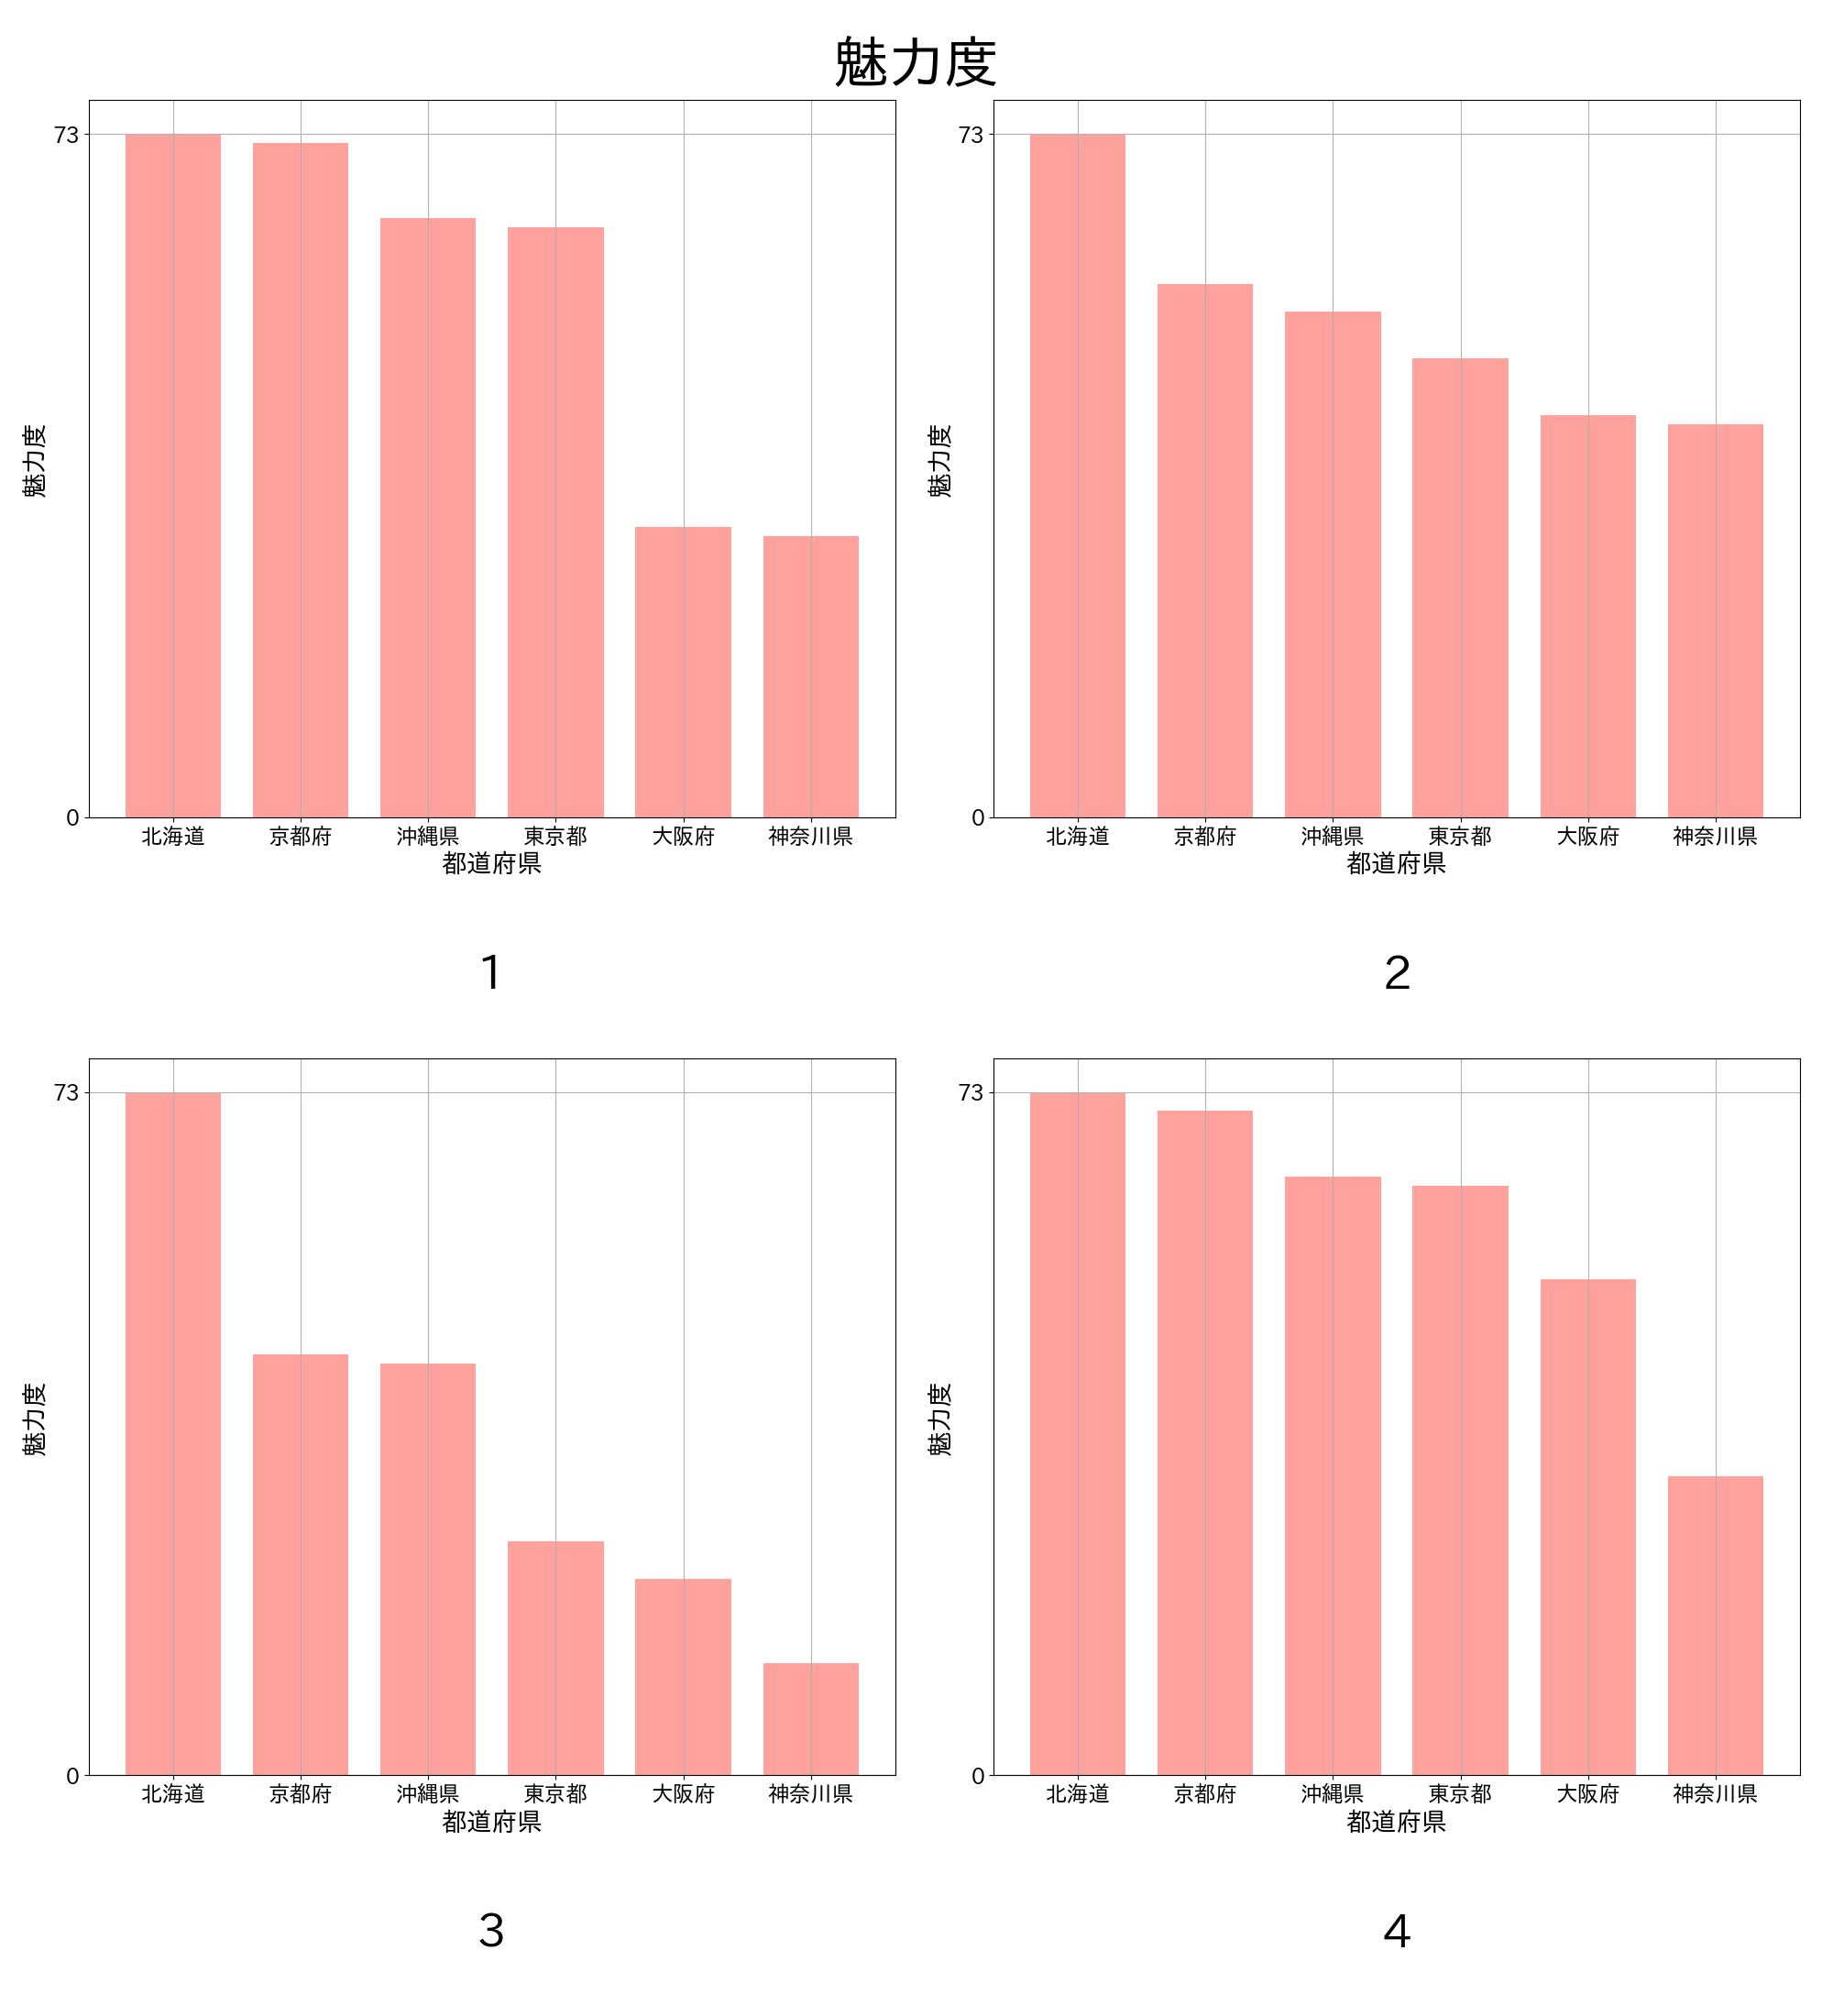 魅力度
73
0
魅力度
北海道 京都府 沖縄県 東京都 大阪府 神奈川県
都道府県
1
73
0
魅力度
北海道 京都府 沖縄県 東京都 大阪府 神奈川県
都道府県
2
73
0
魅力度
北海道 京都府 沖縄県 東京都 大阪府 神奈川県
都道府県
3
73
0
魅力度
北海道 京都府 沖縄県 東京都 大阪府 神奈川県
都道府県
4